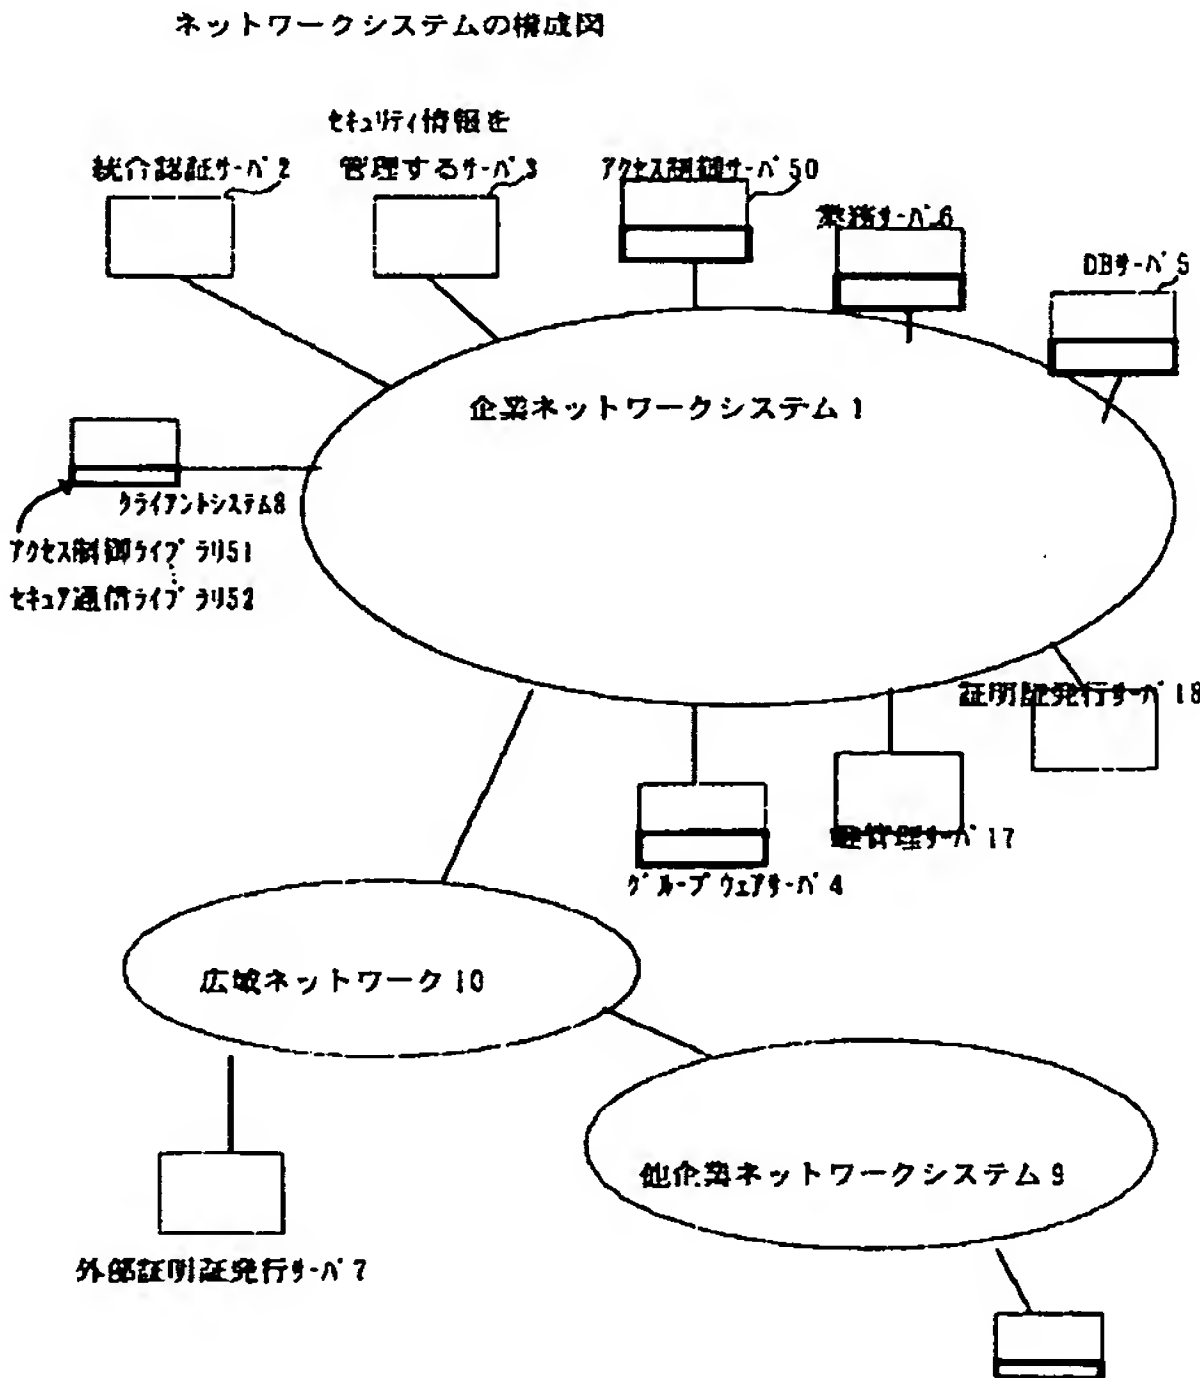 ネットワークシステムの構成図
セキュリティ情報を
統合認証サーバ2
管理するサーバ3
アクセス制御サーバ50
業務サーバ6
DBサーバ5
企業ネットワークシステム1
クライアントシステム8
アクセス制御ライブラリ51
セキュア通信ライブラリ52
証明証発行サーバ18
鍵管理サーバ17
グループウェアサーバ4
広域ネットワーク10
他企業ネットワークシステム9
外部証明証発行サーバ7